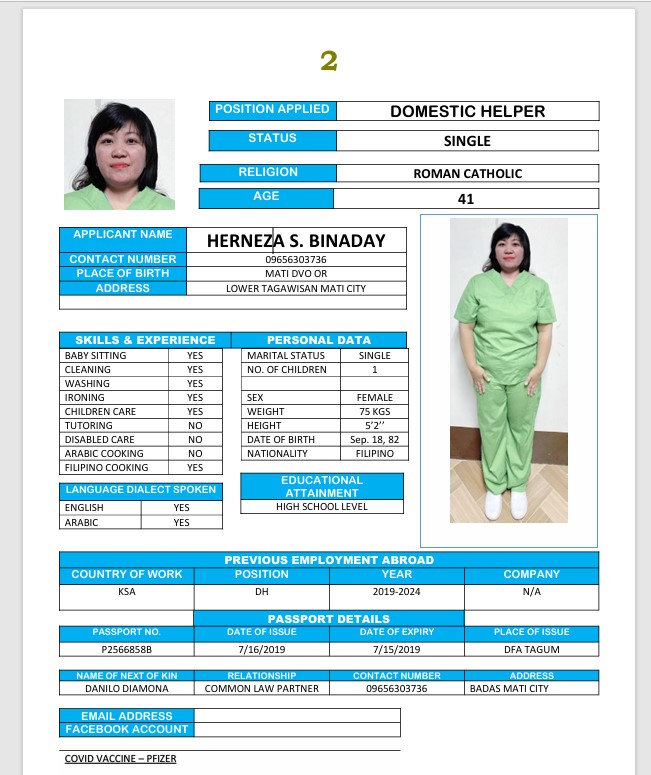 2
POSITION APPLIED DOMESTIC HELPER
STATUS SINGLE
RELIGION ROMAN CATHOLIC
AGE 41
APPLICANT NAME HERNEZA S. BINADAY
CONTACT NUMBER 09656303736
PLACE OF BIRTH MATI DVO OR
ADDRESS LOWER TAGAWISAN MATI CITY
SKILLS & EXPERIENCE PERSONAL DATA
BABY SITTING YES MARITAL STATUS SINGLE
CLEANING YES NO. OF CHILDREN 1
WASHING YES
IRONING YES SEX FEMALE
CHILDREN CARE YES WEIGHT 75 KGS
TUTORING NO HEIGHT 5’2’’
DISABLED CARE NO DATE OF BIRTH Sep. 18, 82
ARABIC COOKING NO NATIONALITY FILIPINO
FILIPINO COOKING YES
LANGUAGE DIALECT SPOKEN
ENGLISH YES
ARABIC YES
EDUCATIONAL
ATTAINMENT
HIGH SCHOOL LEVEL
PREVIOUS EMPLOYMENT ABROAD
COUNTRY OF WORK POSITION YEAR COMPANY
KSA DH 2019-2024 N/A
PASSPORT DETAILS
PASSPORT NO. DATE OF ISSUE DATE OF EXPIRY PLACE OF ISSUE
P2566858B 7/16/2019 7/15/2019 DFA TAGUM
NAME OF NEXT OF KIN RELATIONSHIP CONTACT NUMBER ADDRESS
DANILO DIAMONA COMMON LAW PARTNER 09656303736 BADAS MATI CITY
EMAIL ADDRESS
FACEBOOK ACCOUNT
COVID VACCINE – PFIZER